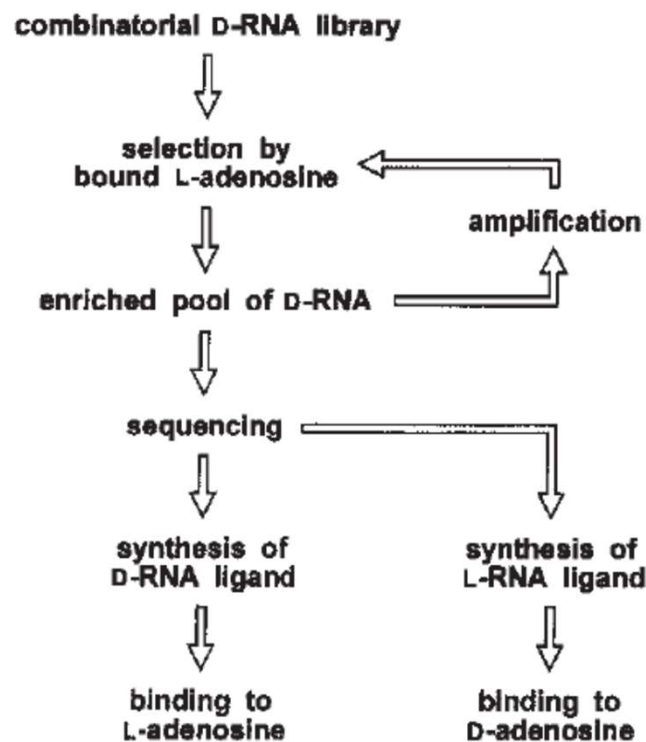 combinatorial D-RNA library
selection by
bound L-adenosine
amplification
enriched pool of D-RNA
sequencing
synthesis of
D-RNA ligand
synthesis of
L-RNA ligand
binding to
L-adenosine
binding to
D-adenosine